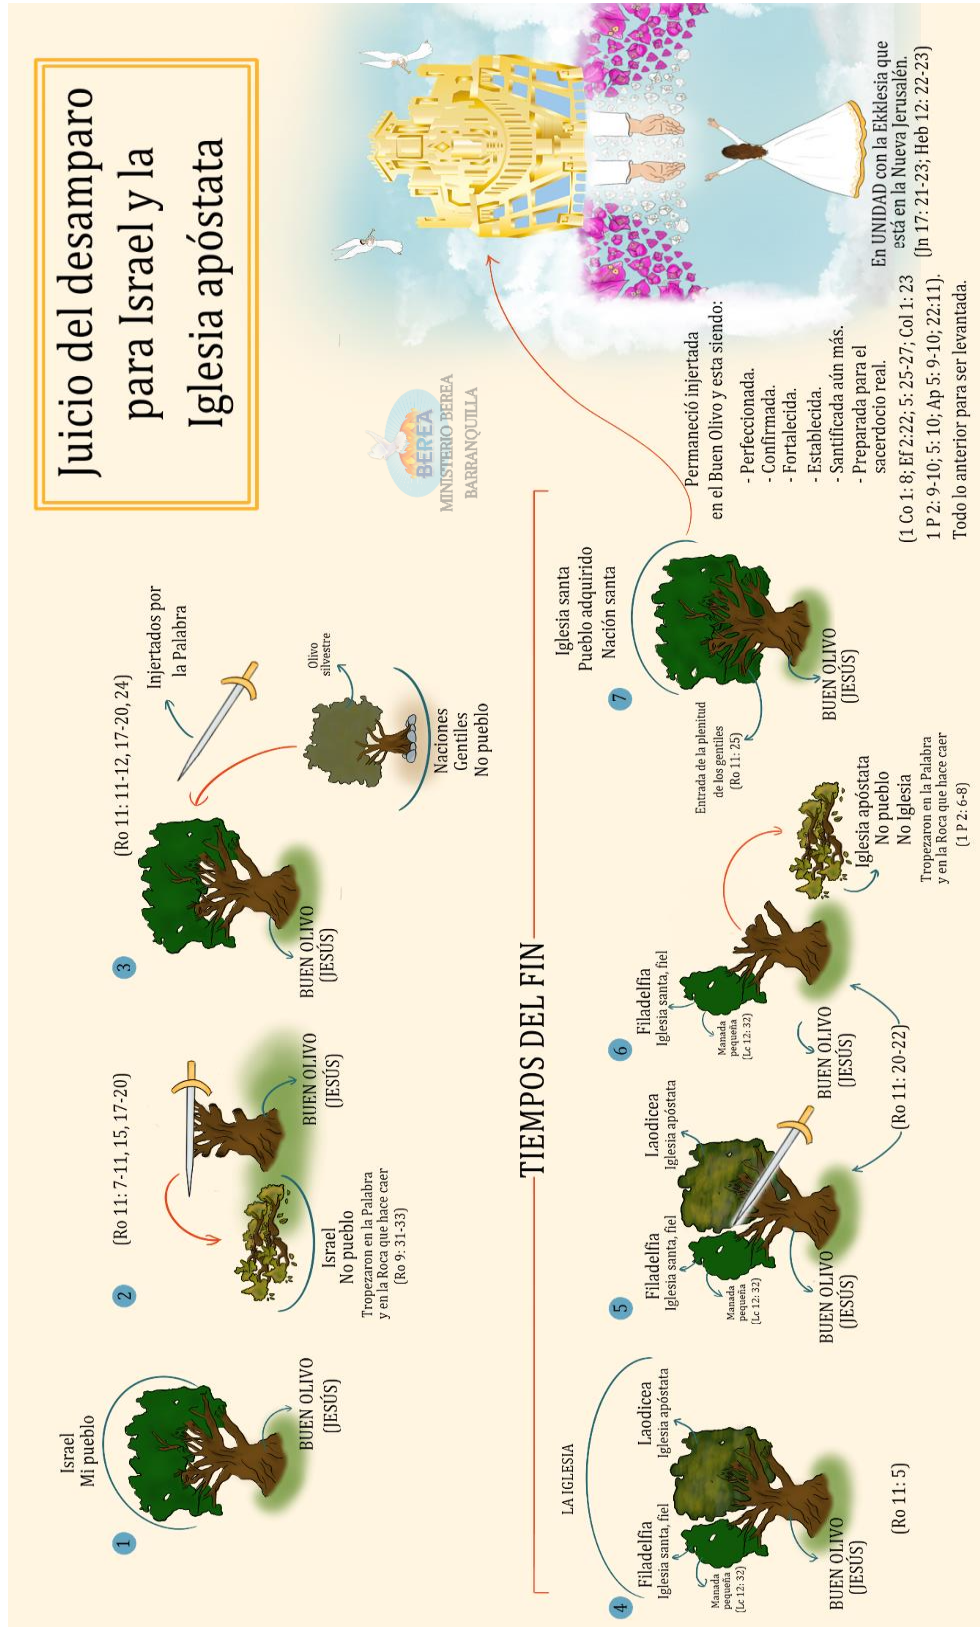 Juicio del desamparo
para Israel y la
Iglesia apóstata
1
Israel
Mi pueblo
BUEN OLIVO
(JESÚS)
2
(Ro 11: 7-11, 15, 17-20)
Israel
No pueblo
Tropezaron en la Palabra
y en la Roca que hace caer
(Ro 9: 31-33)
BUEN OLIVO
(JESÚS)
3
(Ro 11: 11-12, 17-20, 24)
Injertados por
la Palabra
BUEN OLIVO
(JESÚS)
Olivo
silvestre
Naciones
Gentiles
No pueblo
BEREA
MINISTERIO BEREA
BARRANQUILLA
TIEMPOS DEL FIN
4
LA IGLESIA
Filadelfia
Iglesia santa, fiel
Laodicea
Iglesia apóstata
Manada
pequeña
(Lc 12: 32)
BUEN OLIVO
(JESÚS)
(Ro 11: 5)
5
Filadelfia
Iglesia santa, fiel
Laodicea
Iglesia apóstata
Manada
pequeña
(Lc 12: 32)
BUEN OLIVO
(JESÚS)
(Ro 11: 20-22)
6
Filadelfia
Iglesia santa, fiel
Manada
pequeña
(Lc 12: 32)
BUEN OLIVO
(JESÚS)
Iglesia apóstata
No pueblo
No Iglesia
Tropezaron en la Palabra
y en la Roca que hace caer
(1 P 2: 6-8)
7
Iglesia santa
Pueblo adquirido
Nación santa
Entrada de la plenitud
de los gentiles
(Ro 11: 25)
BUEN OLIVO
(JESÚS)
Permaneció injertada
en el Buen Olivo y esta siendo:
- Perfeccionada.
- Confirmada.
- Fortalecida.
- Establecida.
- Santificada aún más.
- Preparada para el
sacerdocio real.
(1 Co 1: 8; Ef 2:22; 5: 25-27; Col 1: 23
1 P 2: 9-10; 5: 10; Ap 5: 9-10; 22:11).
Todo lo anterior para ser levantada.
En UNIDAD con la Ekklesia que
está en la Nueva Jerusalén.
(Jn 17: 21-23; Heb 12: 22-23)